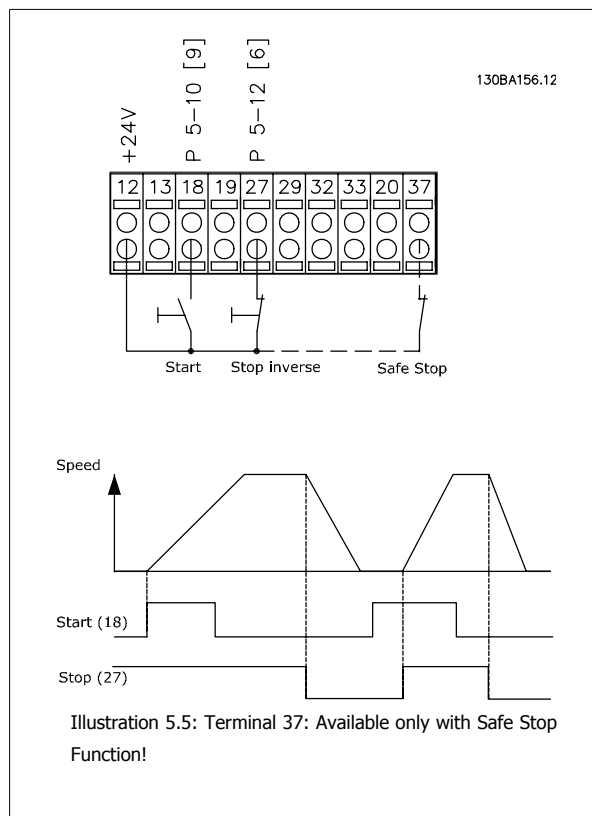 130BA156.12
+24V
P 5-10 [9]
P 5-12 [6]
12 13 18 19 27 29 32 33 20 37
Start Stop inverse Safe Stop
Speed
Start (18)
Stop (27)
Illustration 5.5: Terminal 37: Available only with Safe Stop
Function!